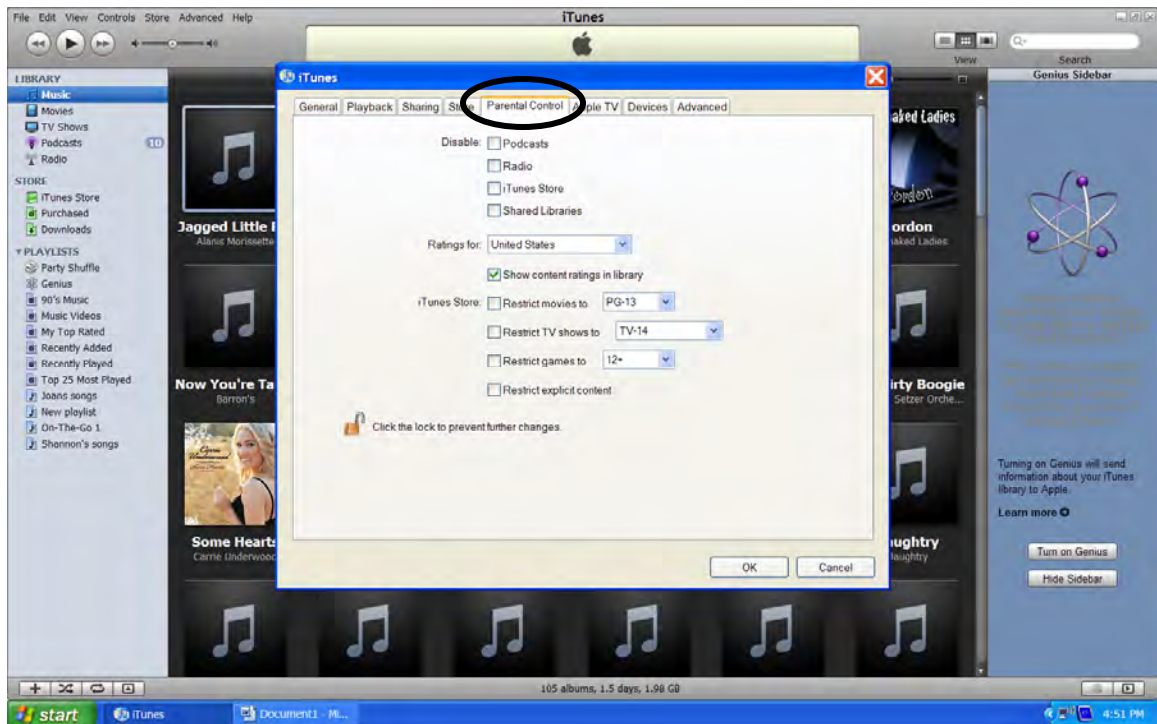 File Edit View Controls Store Advanced Help
iTunes
View
Search
LIBRARY
Music
Movies
TV Shows
Podcasts
10
Radio
STORE
iTunes Store
Purchased
Downloads
PLAYLISTS
Party Shuffle
Genius
90's Music
Music Videos
My Top Rated
Recently Added
Recently Played
Top 25 Most Played
Joans songs
New playlist
On-The-Go 1
Shannon's songs
Jagged Little
Alanis Morissette
Now You're Ta
Barron's
Some Hearts
Carrie Underwood
iTunes
General Playback Sharing Parental Control Apple TV Devices Advanced
Disable: Podcasts
Radio
iTunes Store
Shared Libraries
Ratings for: United States
Show content ratings in library
iTunes Store: Restrict movies to PG-13
Restrict TV shows to TV-14
Restrict games to 12+
Restrict explicit content
Click the lock to prevent further changes.
OK Cancel
aked Ladies
ordon
aked Ladies
irty Boogie
Setzer Orche...
ughtry
aughtry
Genius Sidebar
Turning on Genius will send
information about your iTunes
library to Apple.
Learn more
Turn on Genius
Hide Sidebar
105 albums, 1.5 days, 1.98 GB
start
iTunes
Document1 - Mi...
4:51 PM